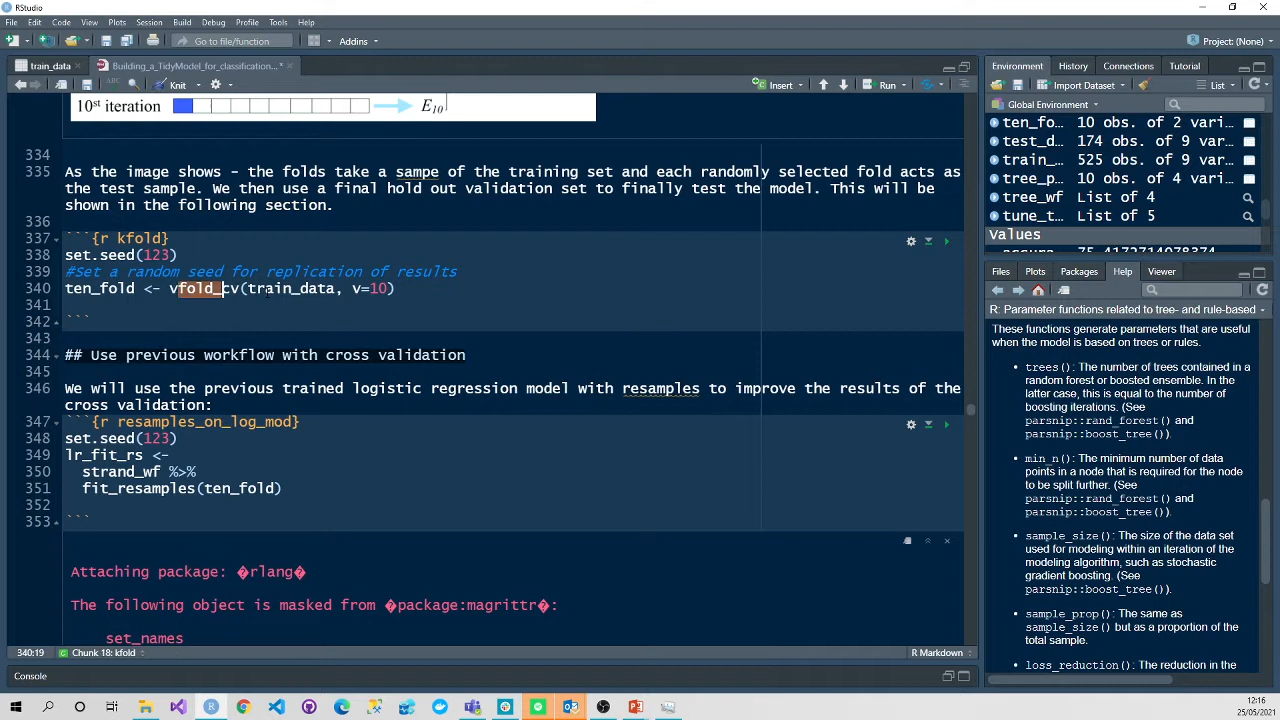 RStudio
File Edit Code View Plots Session Build Debug Profile Tools Help
Go to file/function Addins Project: (None)
train_data Building_a_TidyModel_for_classification...*
Knit Insert Run
10st iteration E10
334
335 As the image shows - the folds take a sampe of the training set and each randomly selected fold acts as
the test sample. We then use a final hold out validation set to finally test the model. This will be
shown in the following section.
336
337 ```{r kfold}
338 set.seed(123)
339 #Set a random seed for replication of results
340 ten_fold <- vfold_cv(train_data, v=10)
341
342 ```
343
344 ## Use previous workflow with cross validation
345
346 We will use the previous trained logistic regression model with resamples to improve the results of the
cross validation:
347 ```{r resamples_on_log_mod}
348 set.seed(123)
349 lr_fit_rs <-
350 strand_wf %>%
351 fit_resamples(ten_fold)
352
353 ```
Attaching package: �rlang�
The following object is masked from �package:magrittr�:
set_names
340:19 Chunk 18: kfold R Markdown
Console
Environment History Connections Tutorial
Import Dataset List
Global Environment
ten_fo... 10 obs. of 2 vari...
test_d... 174 obs. of 9 var...
train_... 525 obs. of 9 var...
tree_p... 10 obs. of 4 vari...
tree_wf List of 4
tune_t... List of 5
Values
Files Plots Packages Help Viewer
R: Parameter functions related to tree- and rule-based
These functions generate parameters that are useful
when the model is based on trees or rules.
• trees(): The number of trees contained in a
random forest or boosted ensemble. In the
latter case, this is equal to the number of
boosting iterations. (See
parsnip::rand_forest() and
parsnip::boost_tree()).
• min_n(): The minimum number of data
points in a node that is required for the node
to be split further. (See
parsnip::rand_forest() and
parsnip::boost_tree()).
• sample_size(): The size of the data set
used for modeling within an iteration of the
modeling algorithm, such as stochastic
gradient boosting. (See
parsnip::boost_tree()).
• sample_prop(): The same as
sample_size() but as a proportion of the
total sample.
• loss_reduction(): The reduction in the
12:16
25/05/2021